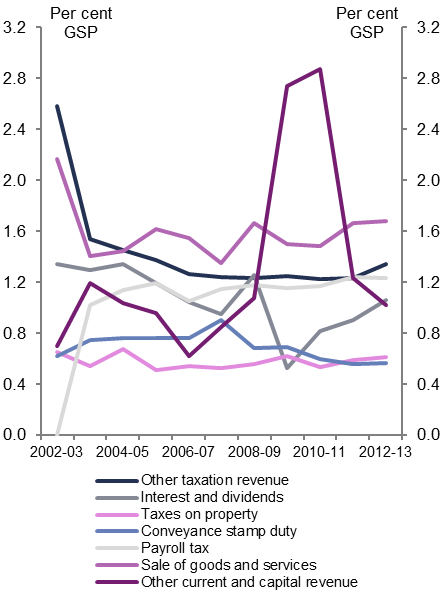 Per cent GSP
Per cent GSP
3.2 3.2
2.8 2.8
2.4 2.4
2.0 2.0
1.6 1.6
1.2 1.2
0.8 0.8
0.4 0.4
0.0 0.0
2002-03 2004-05 2006-07 2008-09 2010-11 2012-13
Other taxation revenue
Interest and dividends
Taxes on property
Conveyance stamp duty
Payroll tax
Sale of goods and services
Other current and capital revenue